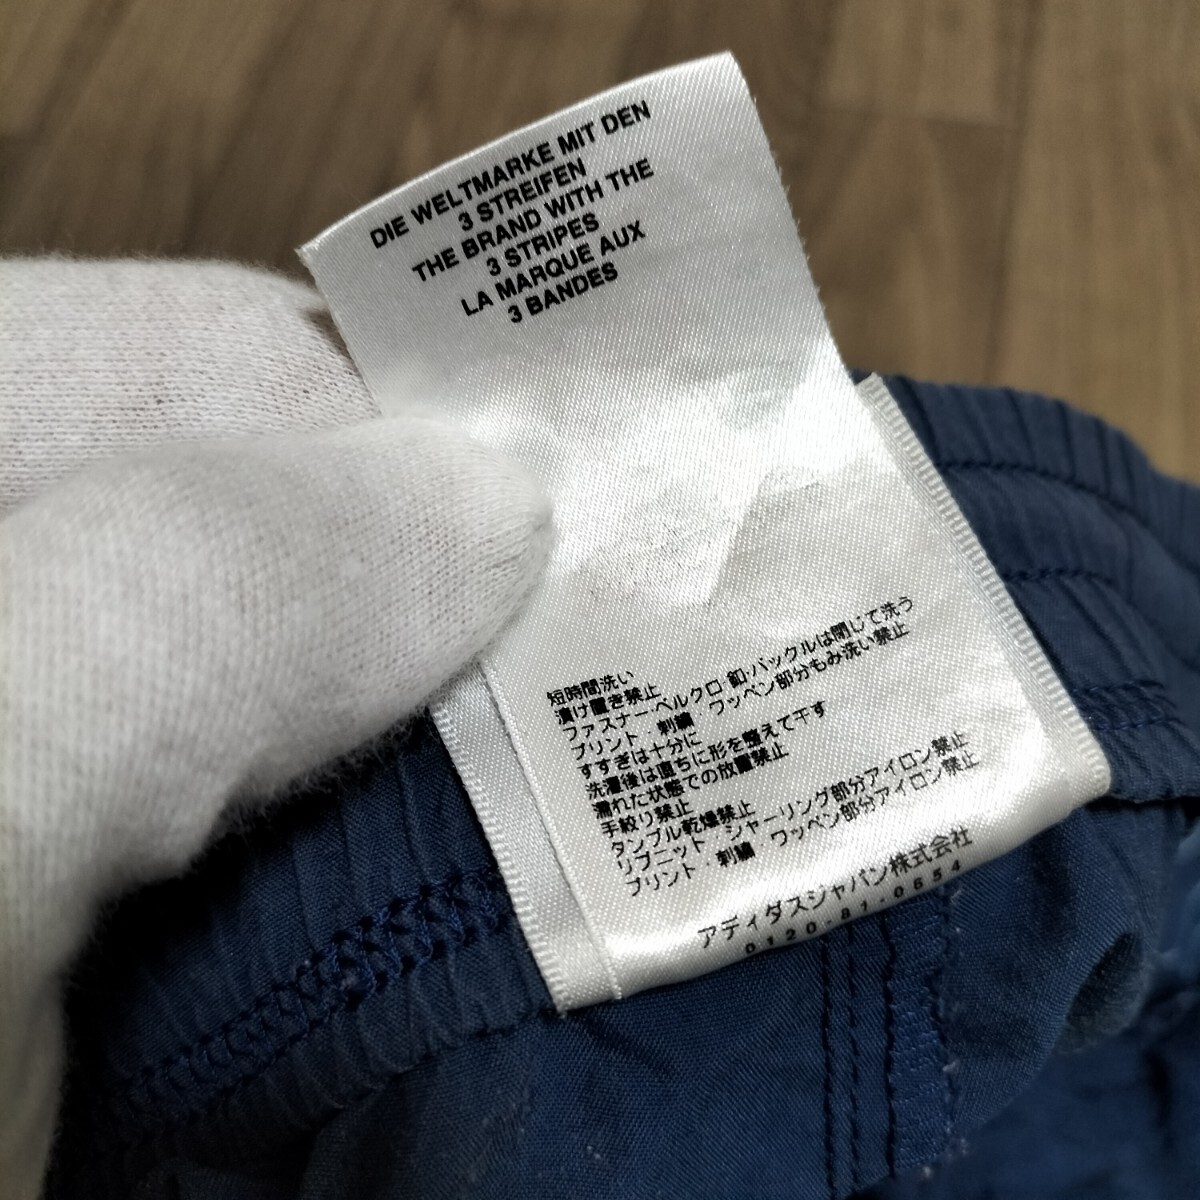 DIE WELTMARKE MIT DEN
3 STREIFEN
THE BRAND WITH THE
3 STRIPES
LA MARQUE AUX
3 BANDES
短時間洗い
漬け置き禁止
ファスナー・ベルクロ・釦・バックルは閉じて洗う
プリント・刺繍・ワッペン部分もみ洗い禁止
すすぎは十分に
洗濯後は直ちに形を整えて干す
濡れた状態での放置禁止
手絞り禁止
タンブル乾燥禁止
リブニット・シャーリング部分アイロン禁止
プリント・刺繍・ワッペン部分アイロン禁止
アディダスジャパン株式会社
0120-81-0654